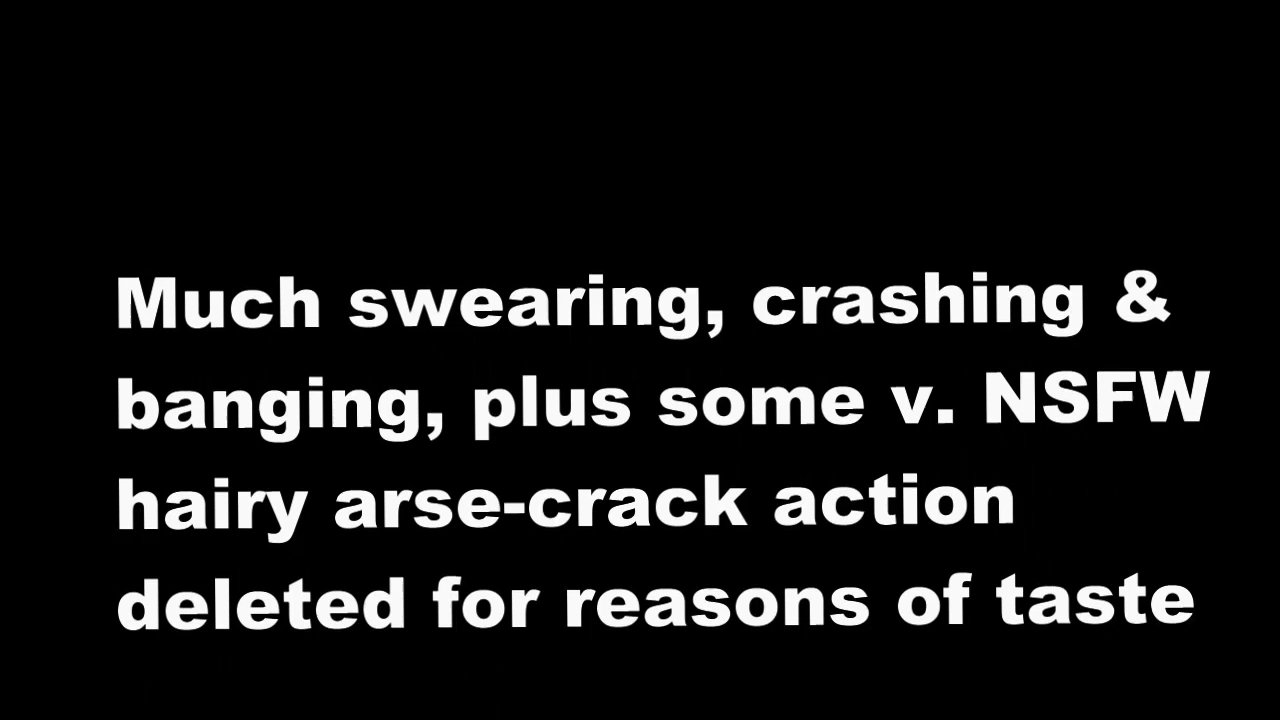 Much swearing, crashing &
banging, plus some v. NSFW
hairy arse-crack action
deleted for reasons of taste